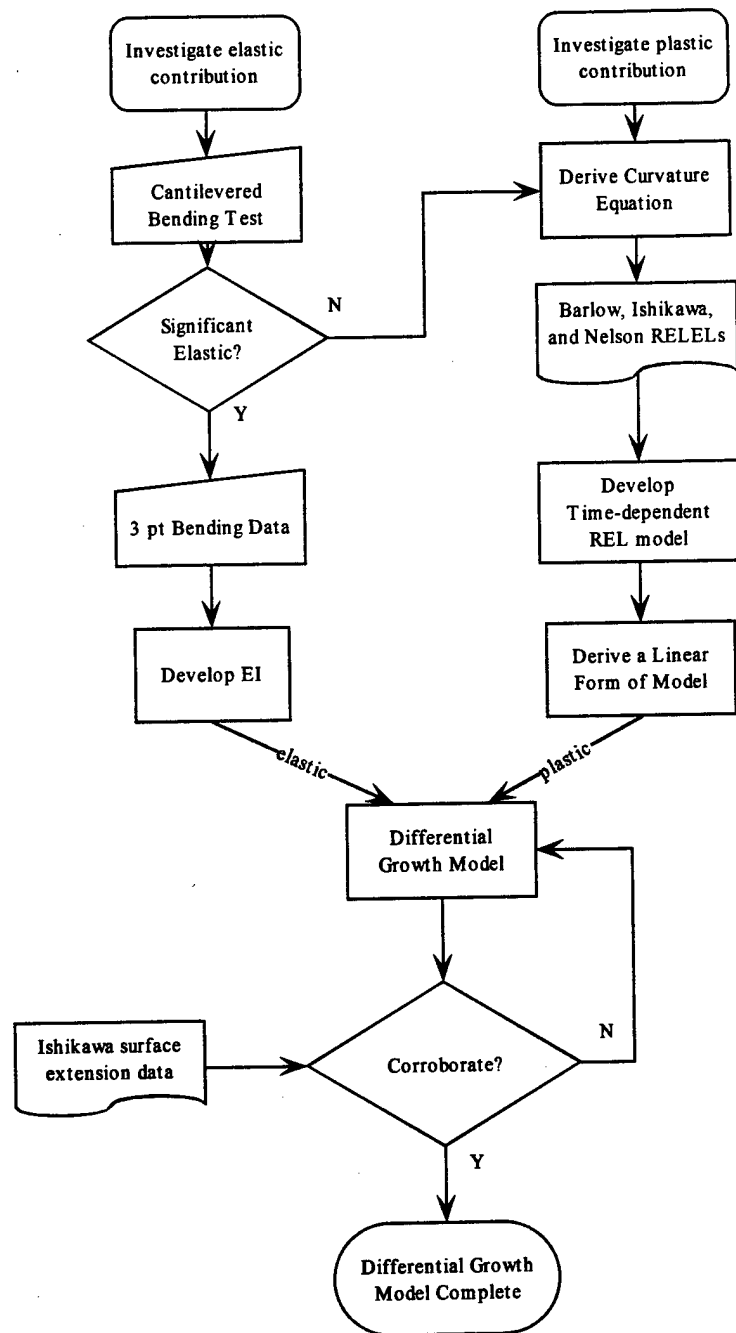 Investigate elastic
contribution
Cantilevered
Bending Test
Significant
Elastic?
N
Y
3 pt Bending Data
Develop EI
elastic
Investigate plastic
contribution
Derive Curvature
Equation
Barlow, Ishikawa,
and Nelson RELELs
Develop
Time-dependent
REL model
Derive a Linear
Form of Model
plastic
Differential
Growth Model
Ishikawa surface
extension data
Corroborate?
N
Y
Differential Growth
Model Complete